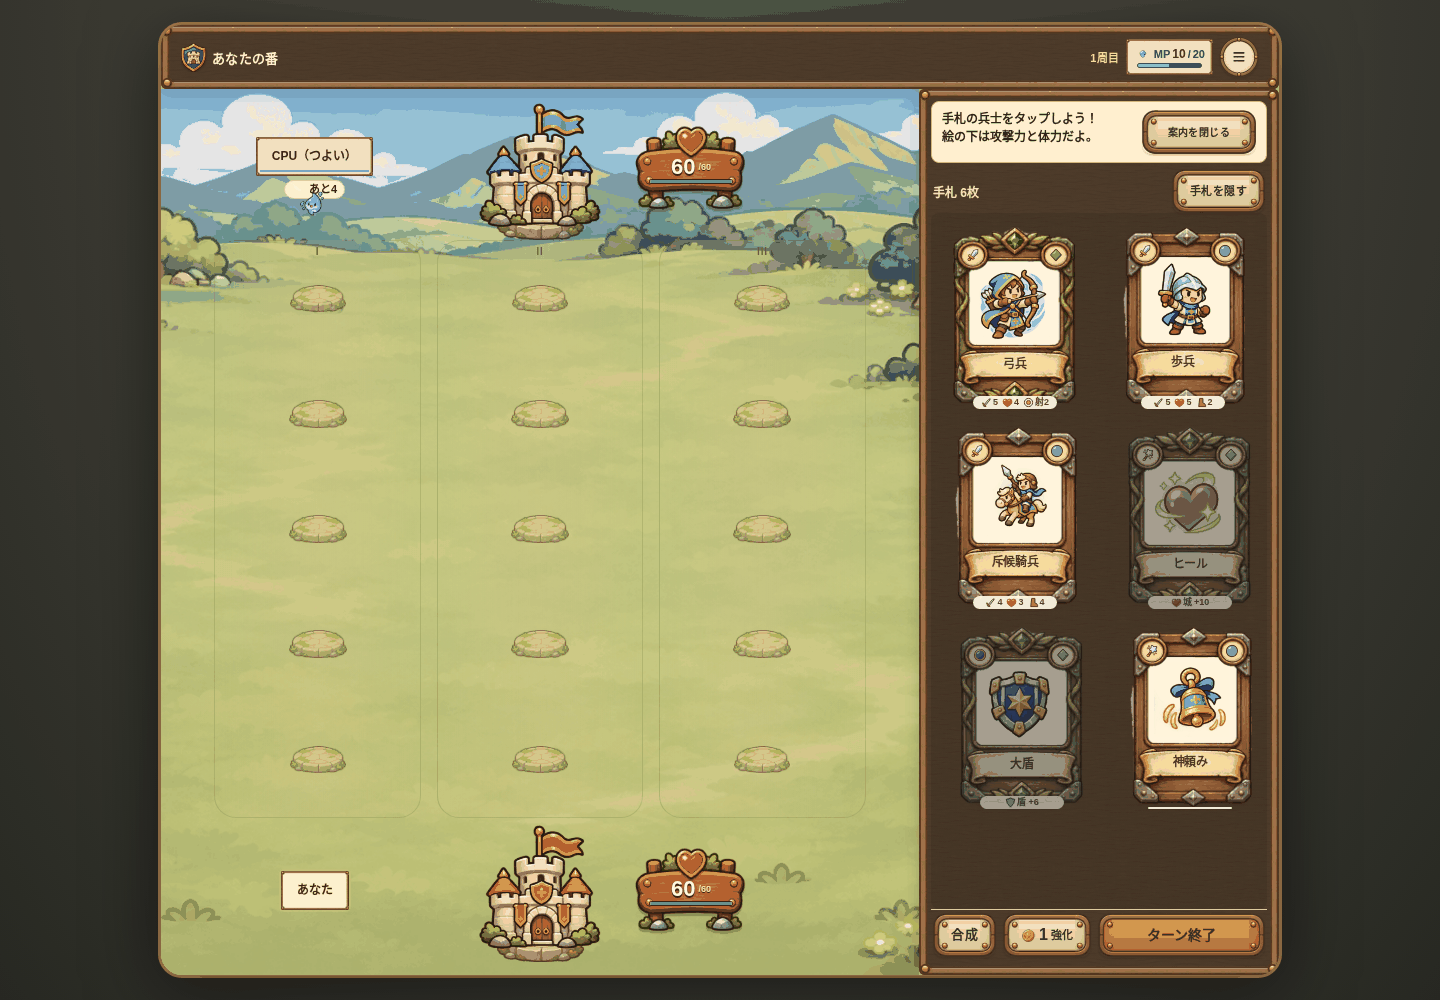 あなたの番
1周目
MP 10 / 20
CPU（つよい）
あと4
60 /60
I
II
III
手札の兵士をタップしよう！
絵の下は攻撃力と体力だよ。
案内を閉じる
手札 6枚
手札を隠す
弓兵
5 4 射2
歩兵
5 5 2
斥候騎兵
4 3 4
ヒール
城 +10
大盾
盾 +6
神頼み
あなた
60 /60
合成
1 強化
ターン終了